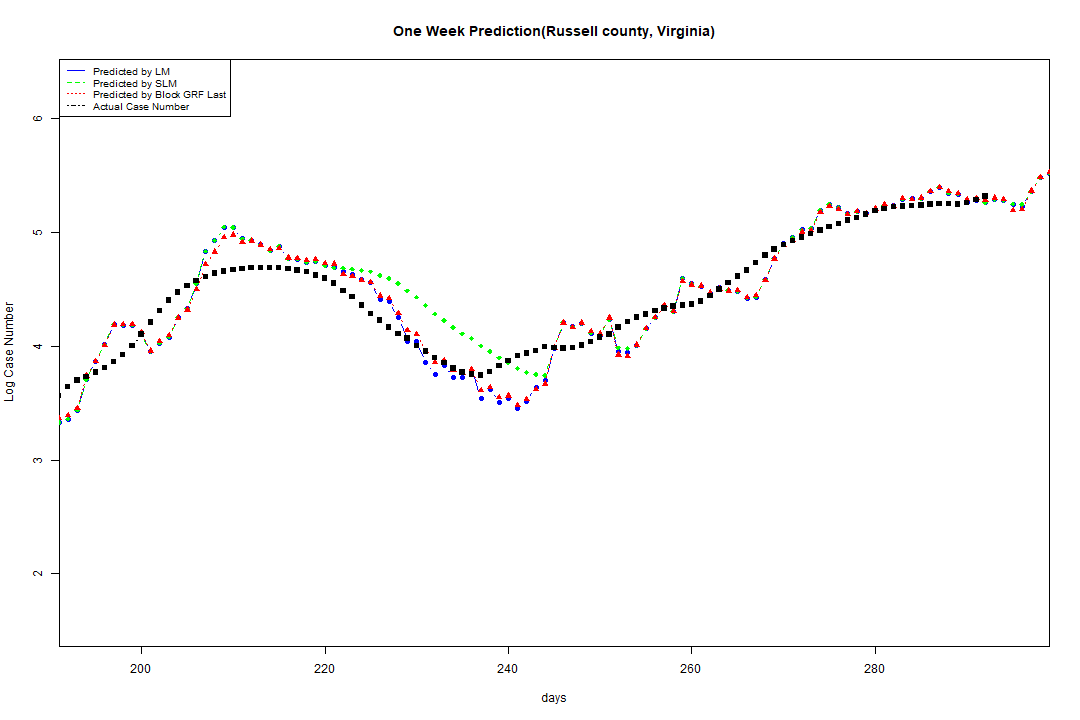 One Week Prediction(Russell county, Virginia)
Predicted by LM
Predicted by SLM
Predicted by Block GRF Last
Actual Case Number
6
5
4
3
2
Log Case Number
200 220 240 260 280
days